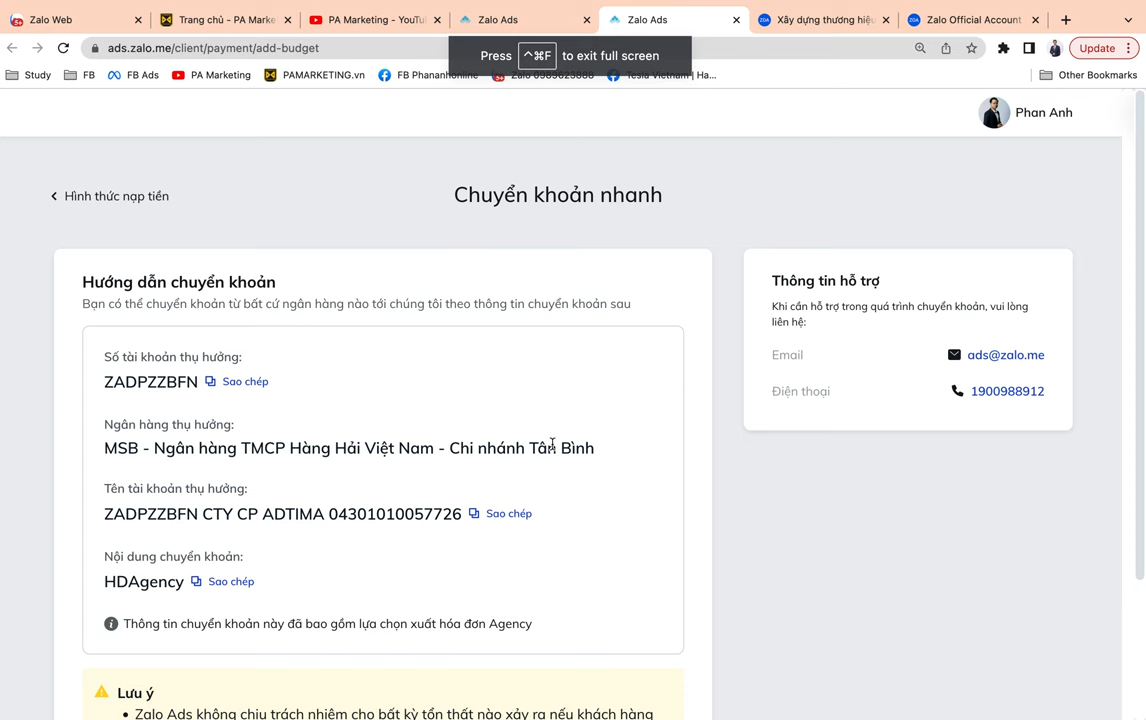 Zalo Web
Trang chủ - PA Marke
PA Marketing - YouTu
Zalo Ads
Zalo Ads
Xây dựng thương hiệu
Zalo Official Account
ads.zalo.me/client/payment/add-budget
Update
Press ^⌘F to exit full screen
Study
FB
FB Ads
PA Marketing
PAMARKETING.vn
FB Phananhonline
Zalo 0969823888
Tesla Vietnam | Ha...
Other Bookmarks
Phan Anh
Hình thức nạp tiền
Chuyển khoản nhanh
Hướng dẫn chuyển khoản
Bạn có thể chuyển khoản từ bất cứ ngân hàng nào tới chúng tôi theo thông tin chuyển khoản sau
Số tài khoản thụ hưởng:
ZADPZZBFN Sao chép
Ngân hàng thụ hưởng:
MSB - Ngân hàng TMCP Hàng Hải Việt Nam - Chi nhánh Tân Bình
Tên tài khoản thụ hưởng:
ZADPZZBFN CTY CP ADTIMA 04301010057726 Sao chép
Nội dung chuyển khoản:
HDAgency Sao chép
Thông tin chuyển khoản này đã bao gồm lựa chọn xuất hóa đơn Agency
Lưu ý
• Zalo Ads không chịu trách nhiệm cho bất kỳ tổn thất nào xảy ra nếu khách hàng
Thông tin hỗ trợ
Khi cần hỗ trợ trong quá trình chuyển khoản, vui lòng
liên hệ:
Email ads@zalo.me
Điện thoại 1900988912